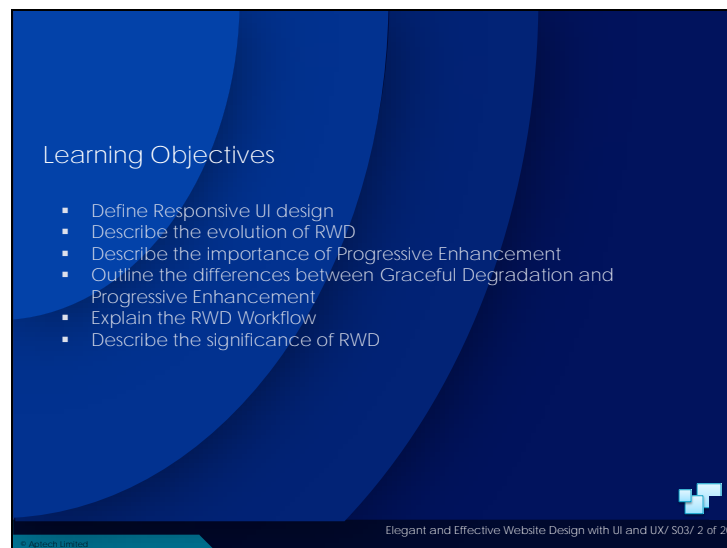 Learning Objectives
▪ Define Responsive UI design
▪ Describe the evolution of RWD
▪ Describe the importance of Progressive Enhancement
▪ Outline the differences between Graceful Degradation and
Progressive Enhancement
▪ Explain the RWD Workflow
▪ Describe the significance of RWD
Elegant and Effective Website Design with UI and UX/ S03/ 2 of
© Aptech Limited